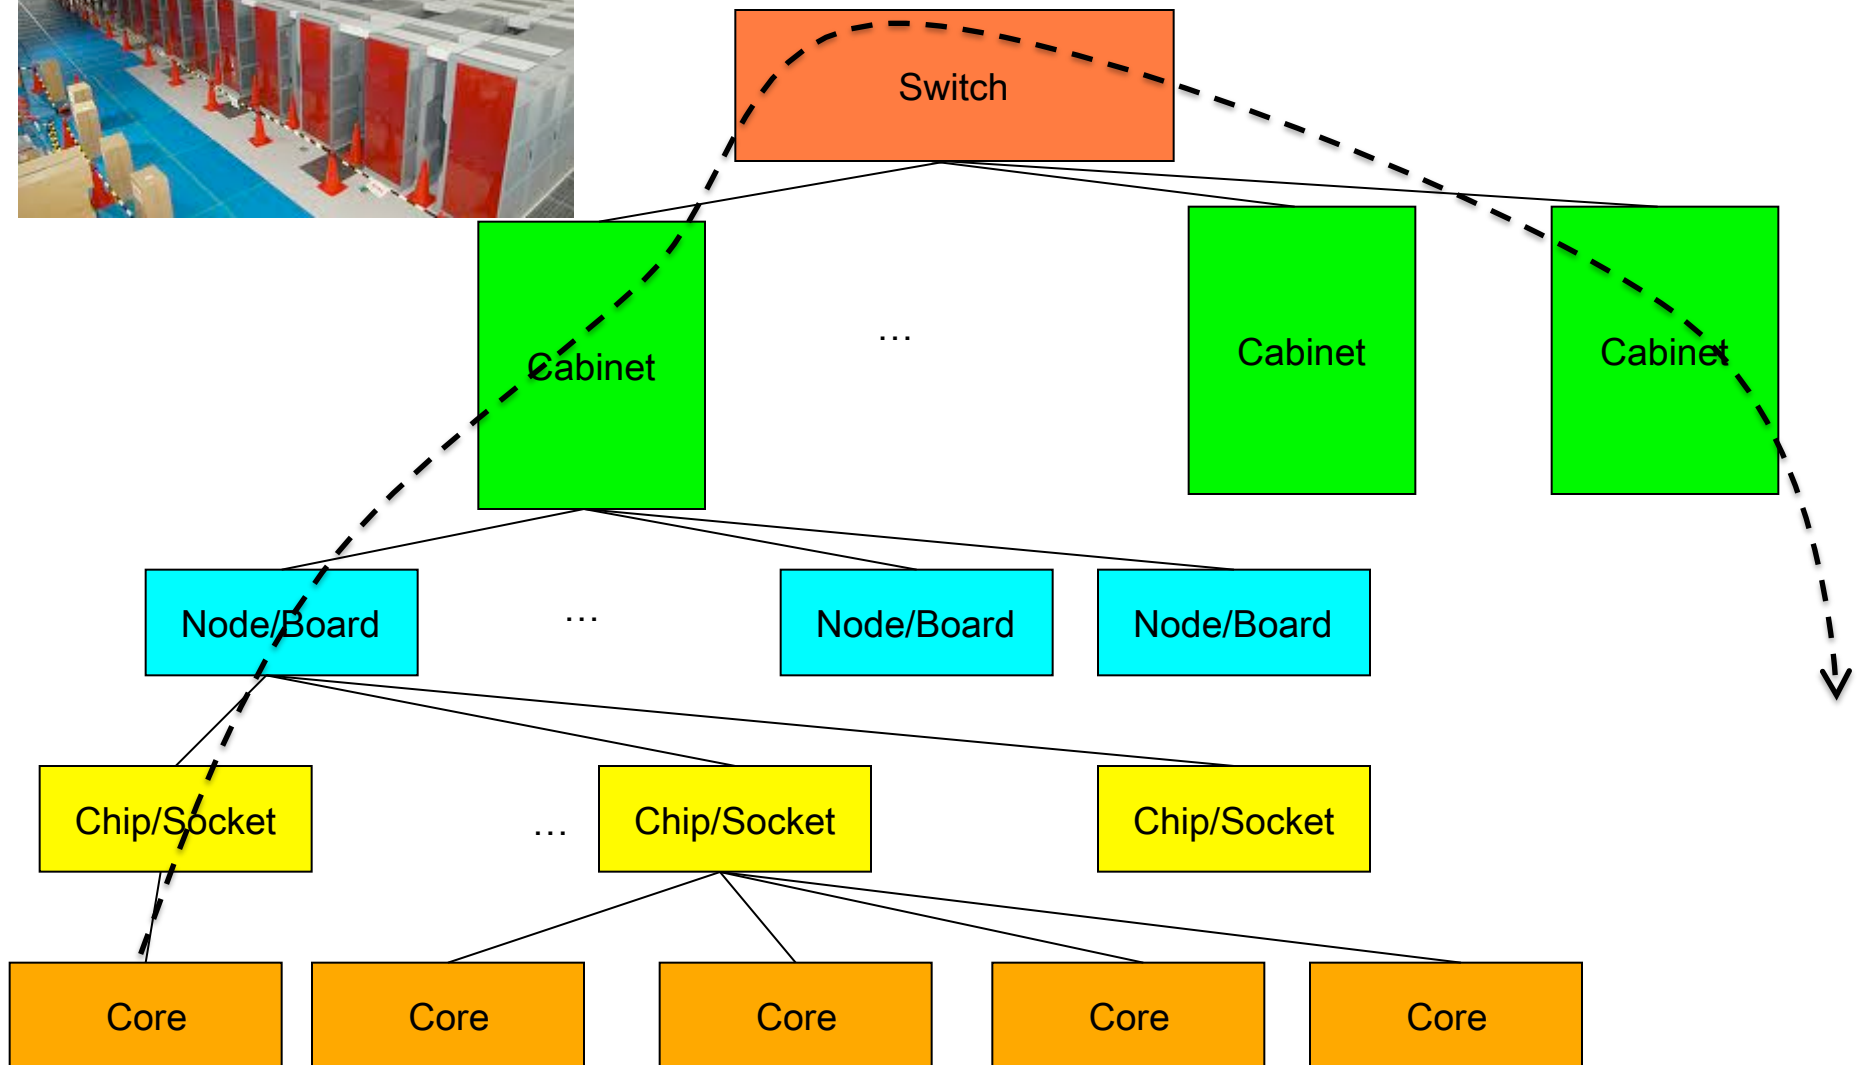 Switch
Cabinet
…
Cabinet
Cabinet
Node/Board
…
Node/Board
Node/Board
Chip/Socket
…
Chip/Socket
Chip/Socket
Core
Core
Core
Core
Core